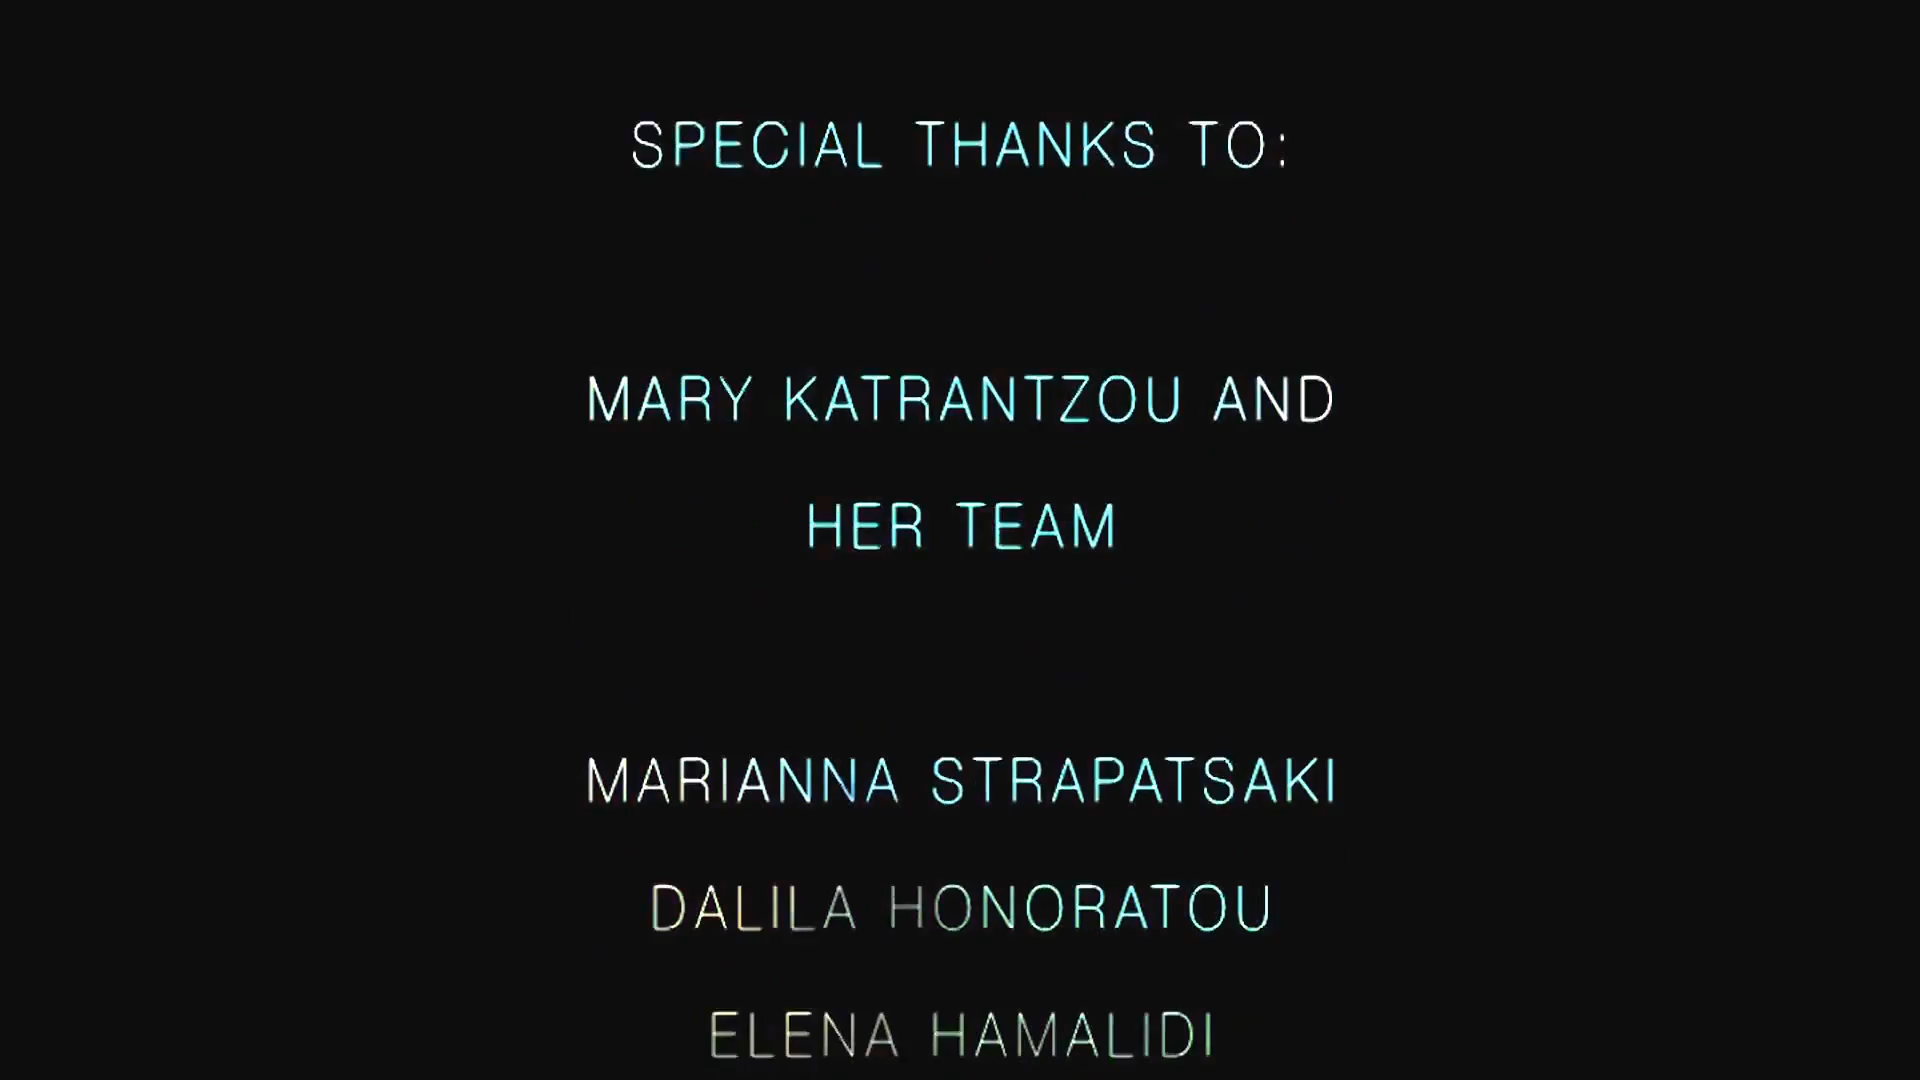 SPECIAL THANKS TO:
MARY KATRANTZOU AND
HER TEAM
MARIANNA STRAPATSAKI
DALILA HONORATOU
ELENA HAMALIDI